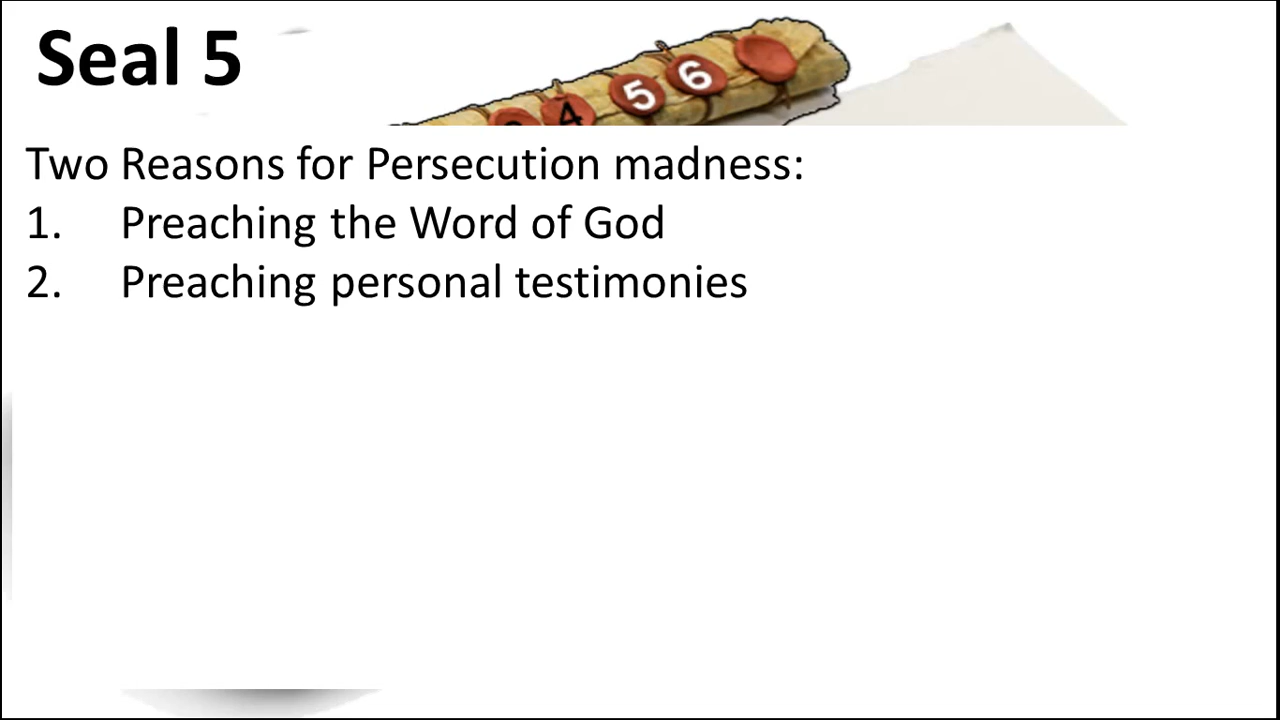 Seal 5
4 5 6
Two Reasons for Persecution madness:
1. Preaching the Word of God
2. Preaching personal testimonies